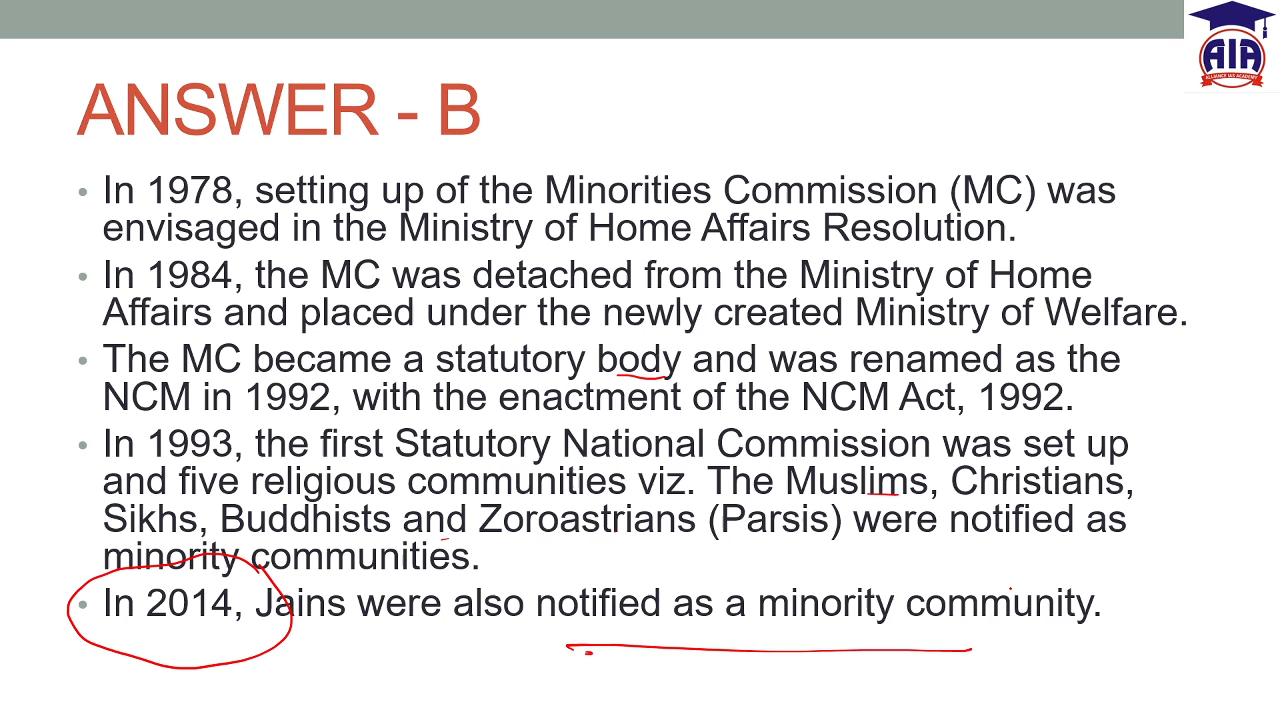 AIA
ALLIANCE IAS ACADEMY
ANSWER - B
• In 1978, setting up of the Minorities Commission (MC) was
envisaged in the Ministry of Home Affairs Resolution.
• In 1984, the MC was detached from the Ministry of Home
Affairs and placed under the newly created Ministry of Welfare.
• The MC became a statutory body and was renamed as the
NCM in 1992, with the enactment of the NCM Act, 1992.
• In 1993, the first Statutory National Commission was set up
and five religious communities viz. The Muslims, Christians,
Sikhs, Buddhists and Zoroastrians (Parsis) were notified as
minority communities.
• In 2014, Jains were also notified as a minority community.